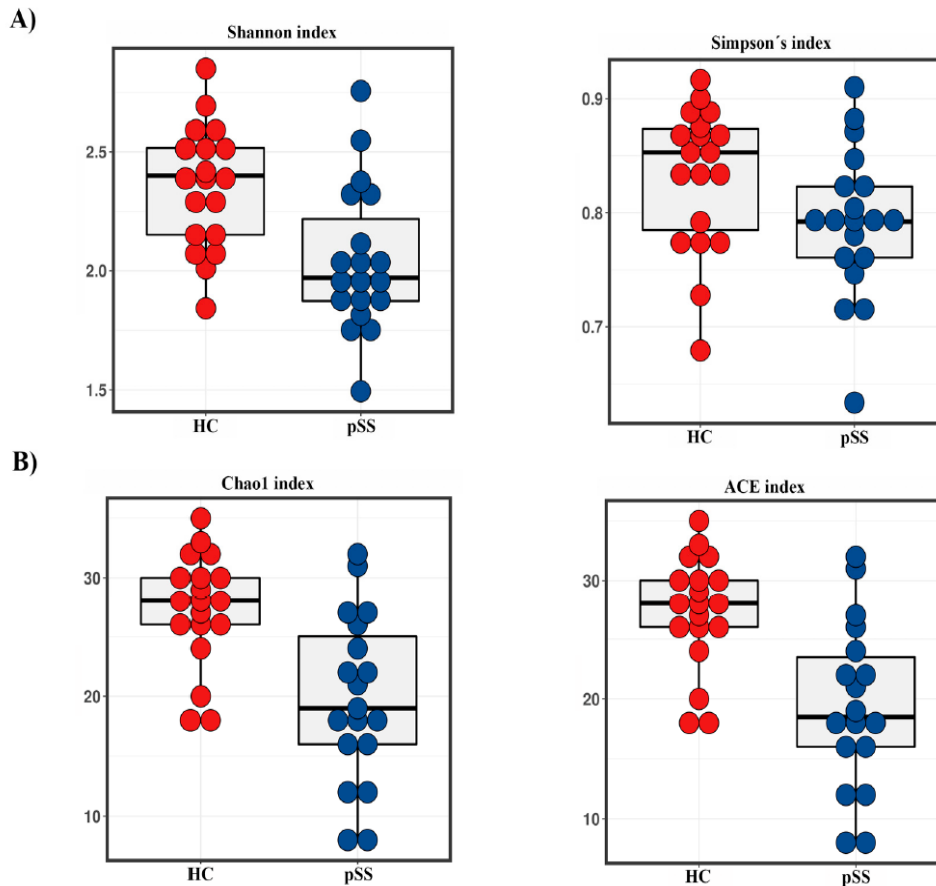 A)
Shannon index
2.5
2.0
1.5
HC pSS
Simpson´s index
0.9
0.8
0.7
HC pSS
B)
Chao1 index
30
20
10
HC pSS
ACE index
30
20
10
HC pSS